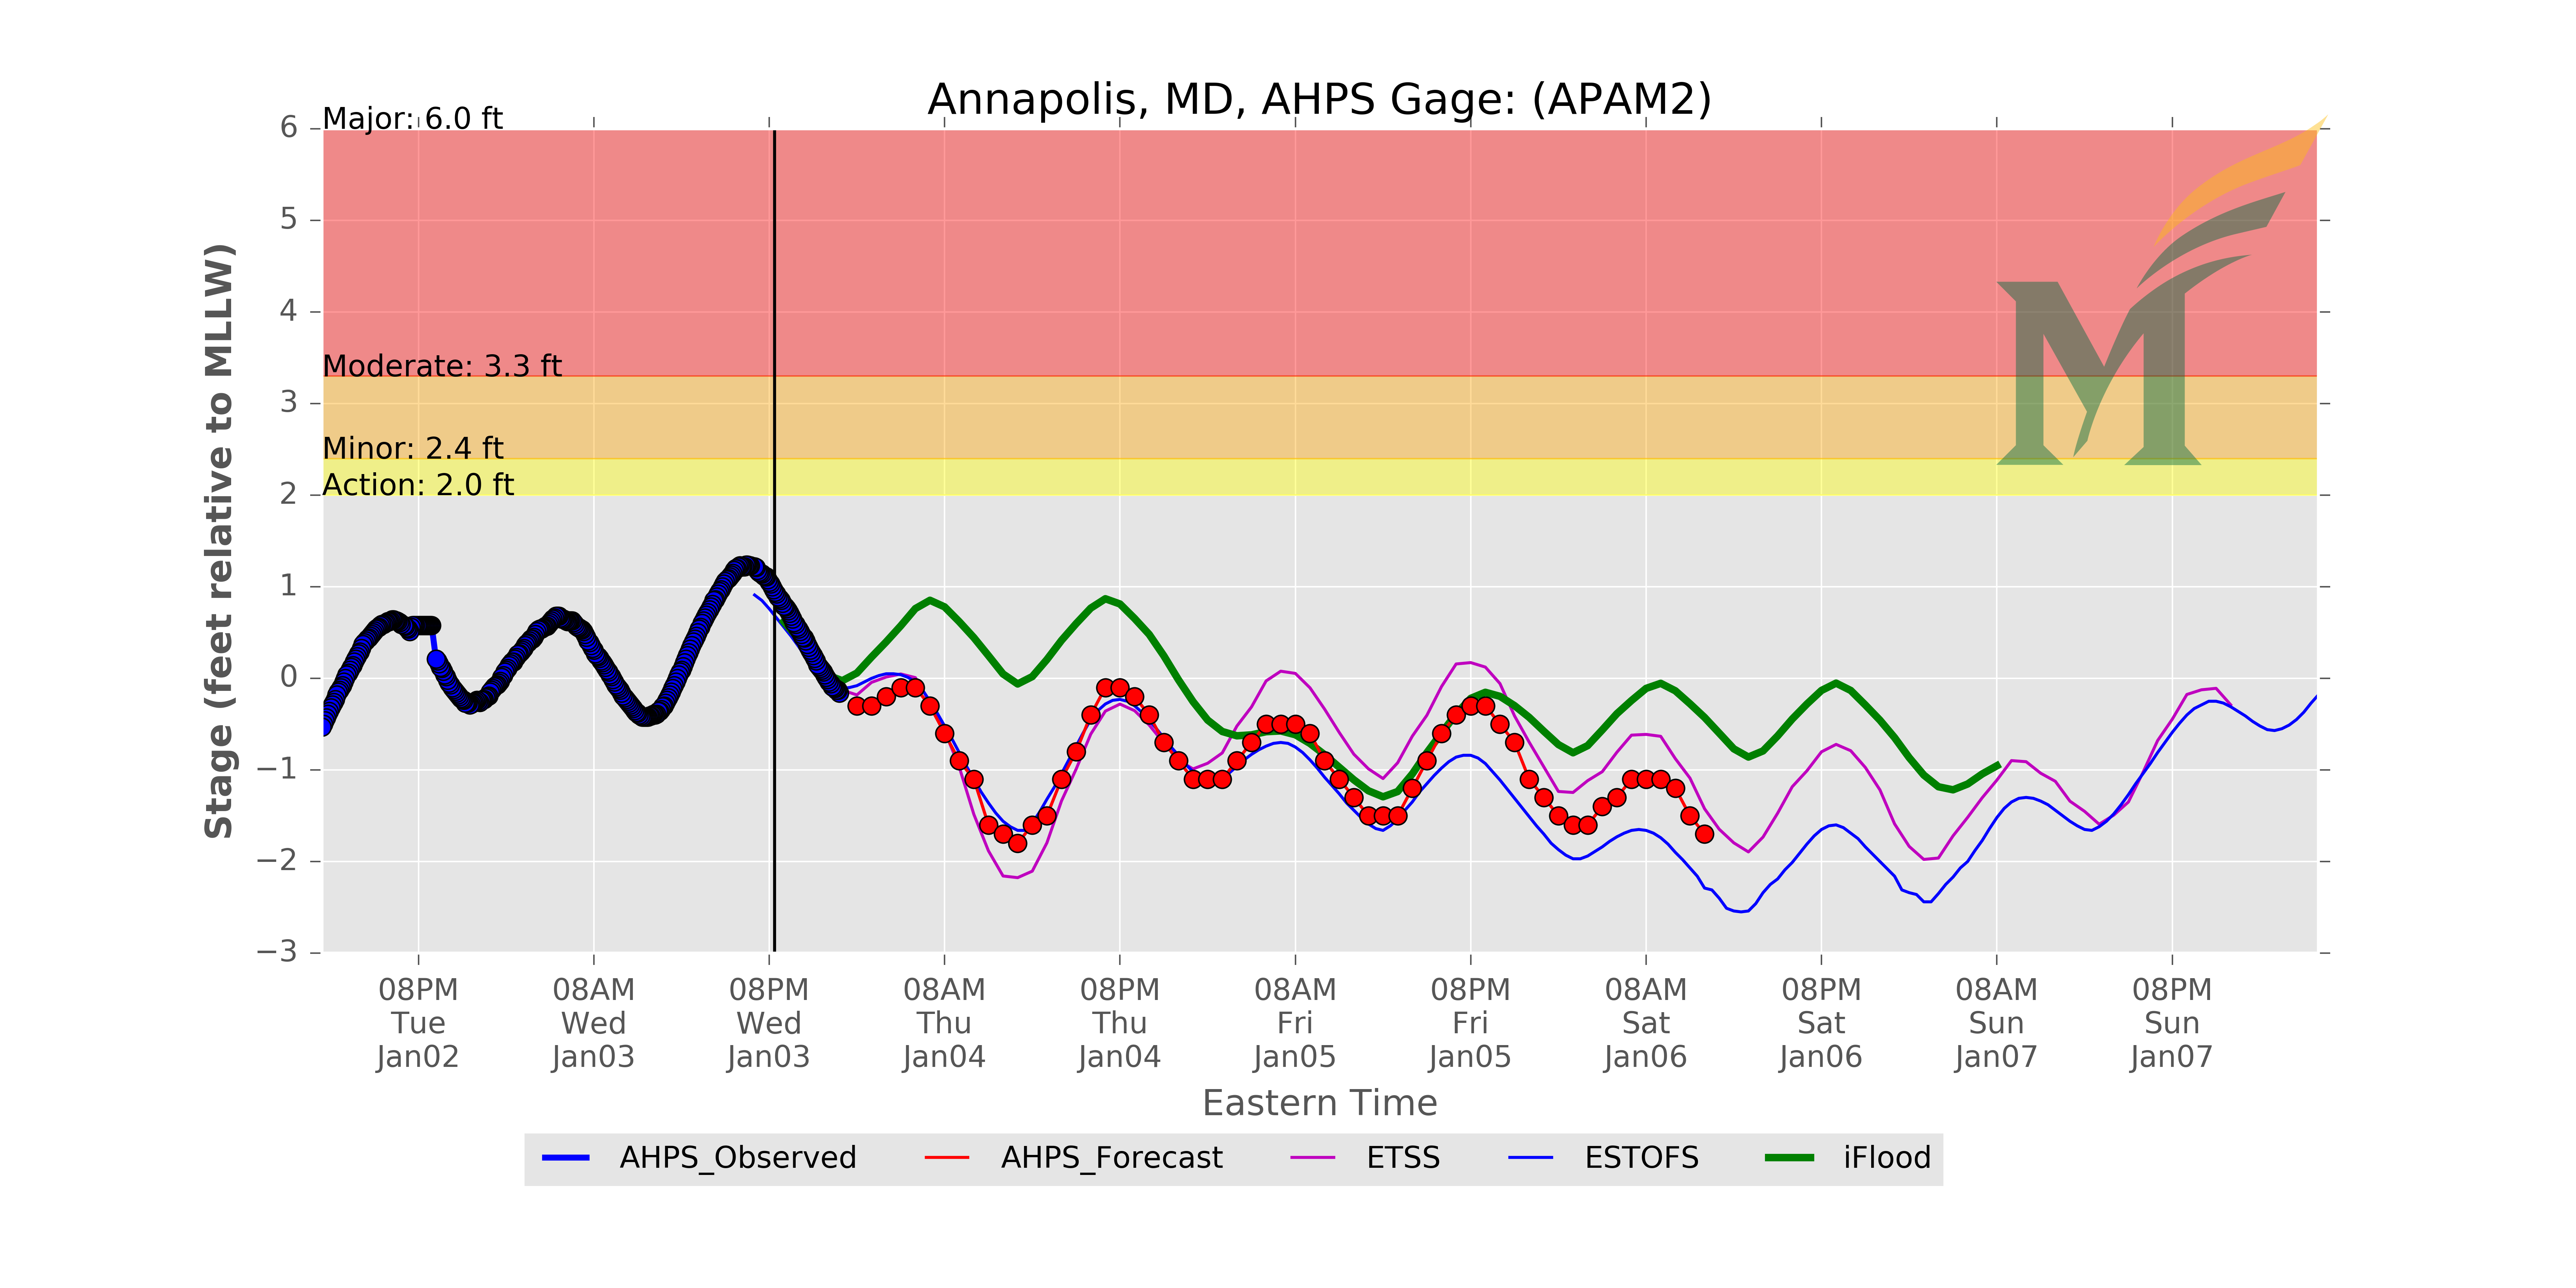 Annapolis, MD, AHPS Gage: (APAM2)
Major: 6.0 ft
Moderate: 3.3 ft
Minor: 2.4 ft
Action: 2.0 ft
Stage (feet relative to MLLW)
6
5
4
3
2
1
0
−1
−2
−3
08PM 08AM 08PM 08AM 08PM 08AM 08PM 08AM 08PM 08AM 08PM
Tue Wed Wed Thu Thu Fri Fri Sat Sat Sun Sun
Jan02 Jan03 Jan03 Jan04 Jan04 Jan05 Jan05 Jan06 Jan06 Jan07 Jan07
Eastern Time
AHPS_Observed AHPS_Forecast ETSS ESTOFS iFlood
M